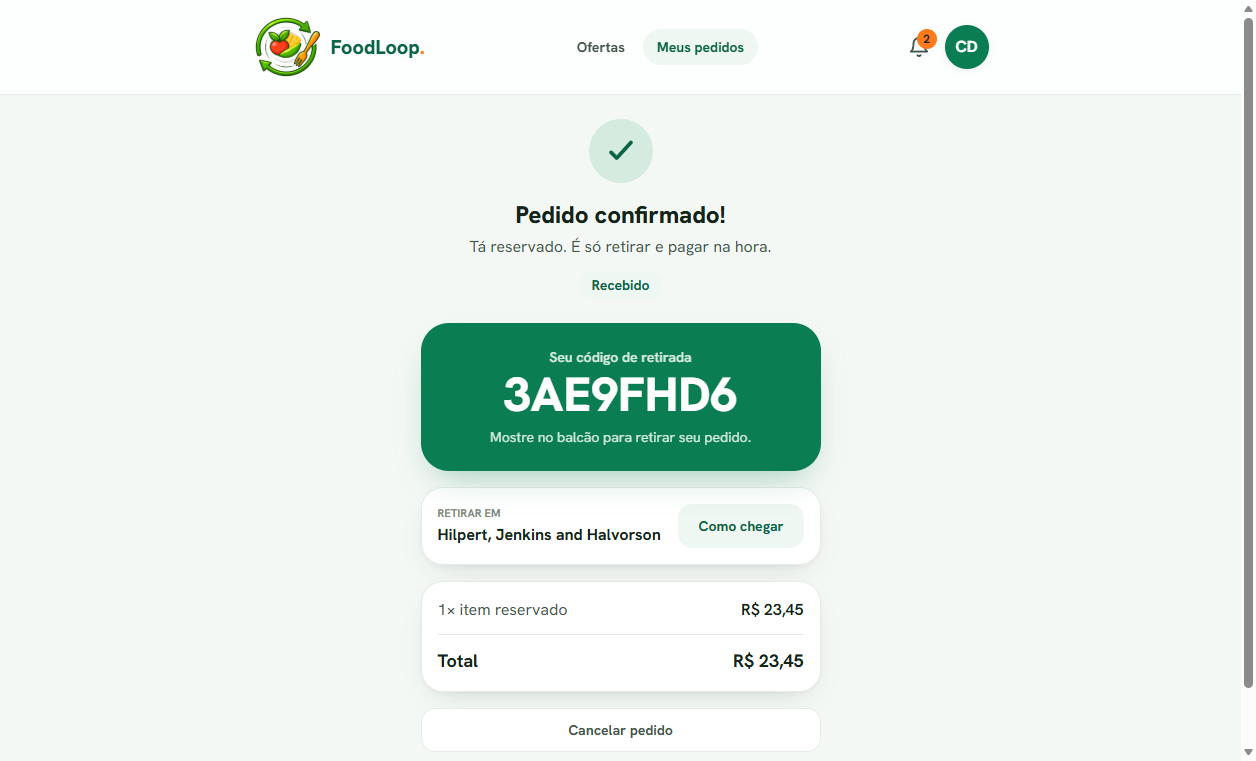 FoodLoop.
Ofertas
Meus pedidos
2
CD
Pedido confirmado!
Tá reservado. É só retirar e pagar na hora.
Recebido
Seu código de retirada
3AE9FHD6
Mostre no balcão para retirar seu pedido.
RETIRAR EM
Hilpert, Jenkins and Halvorson
Como chegar
1× item reservado
R$ 23,45
Total
R$ 23,45
Cancelar pedido